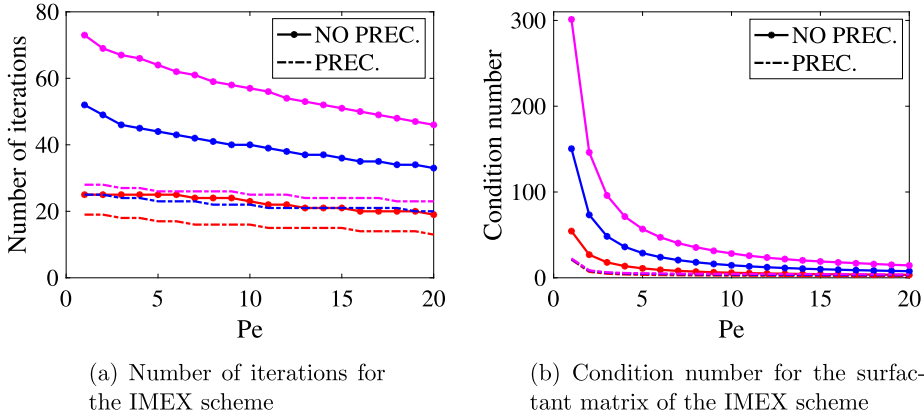 80
60
40
20
0
0
5
10
15
20
Number of iterations
Pe
NO PREC.
PREC.
300
200
100
0
0
5
10
15
20
Condition number
Pe
NO PREC.
PREC.
(a) Number of iterations for
the IMEX scheme
(b) Condition number for the surfac-
tant matrix of the IMEX scheme